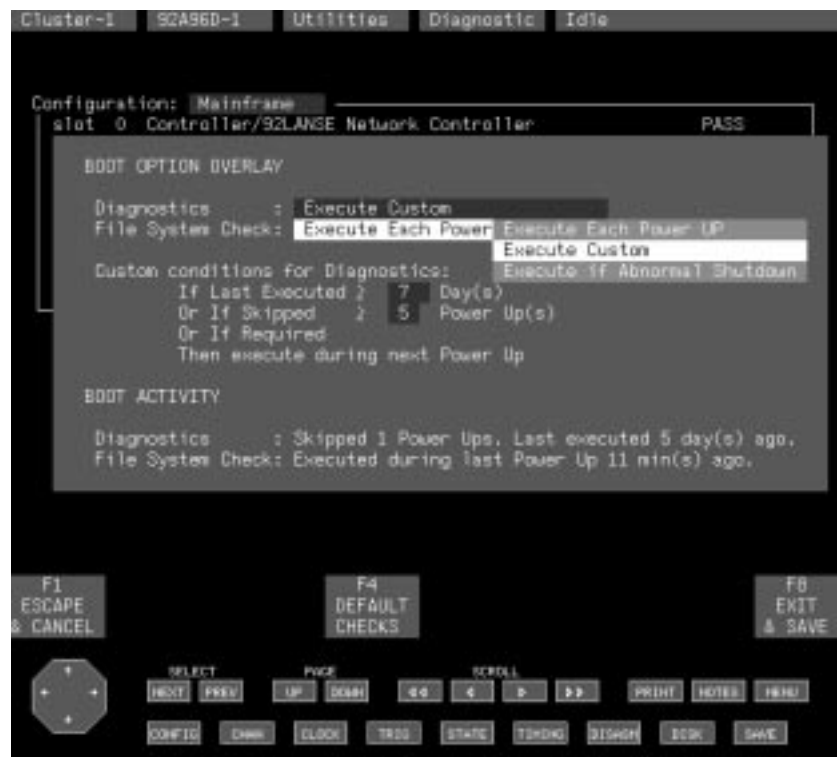 Cluster-1 92A96D-1 Utilities Diagnostic Idle
Configuration: Mainframe
slot 0 Controller/92LANSE Network Controller PASS
BOOT OPTION OVERLAY
Diagnostics : Execute Custom
File System Check: Execute Each Power Execute Each Power UP
Execute Custom
Custom conditions for Diagnostics: Execute if Abnormal Shutdown
If Last Executed ≥ 7 Day(s)
Or If Skipped ≥ 5 Power Up(s)
Or If Required
Then execute during next Power Up
BOOT ACTIVITY
Diagnostics : Skipped 1 Power Ups. Last executed 5 day(s) ago.
File System Check: Executed during last Power Up 11 min(s) ago.
F1 F4 F8
ESCAPE DEFAULT EXIT
& CANCEL CHECKS & SAVE
SELECT PAGE SCROLL
NEXT PREV UP DOWN PRINT NOTES MENU
CONFIG CHAN CLOCK TRIG STATE TIMING DISASM DISK SAVE